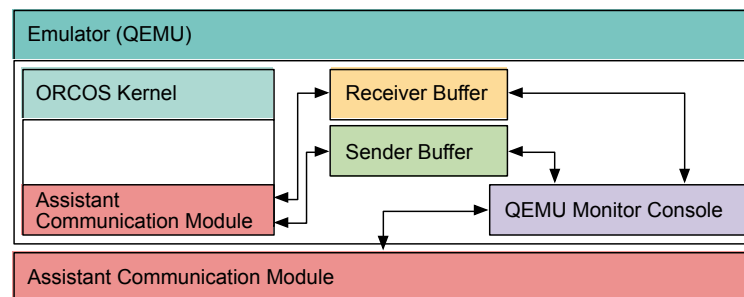 Emulator (QEMU)
ORCOS Kernel
Receiver Buffer
Sender Buffer
Assistant
Communication Module
QEMU Monitor Console
Assistant Communication Module